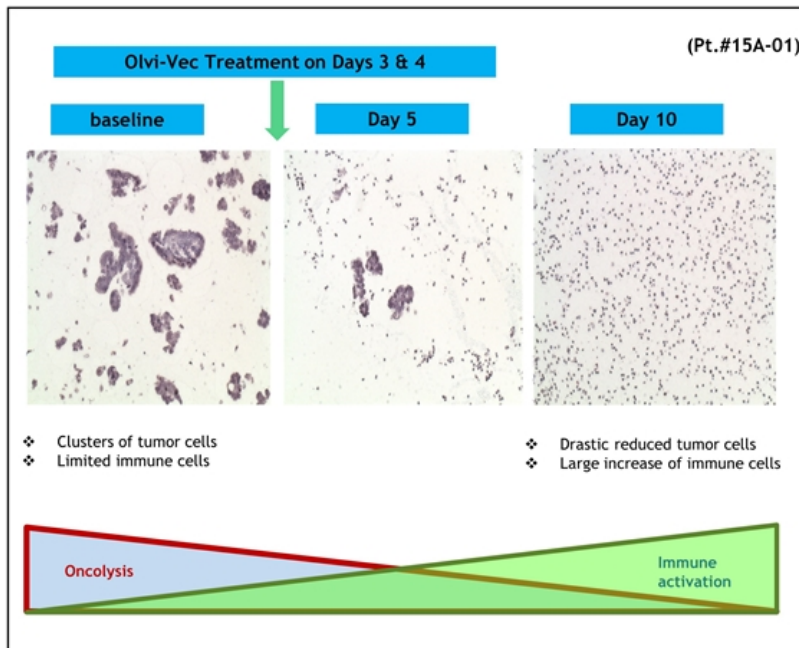 (Pt.#15A-01)
Olvi-Vec Treatment on Days 3 & 4
baseline
Day 5
Day 10
❖ Clusters of tumor cells
❖ Limited immune cells
❖ Drastic reduced tumor cells
❖ Large increase of immune cells
Oncolysis
Immune
activation